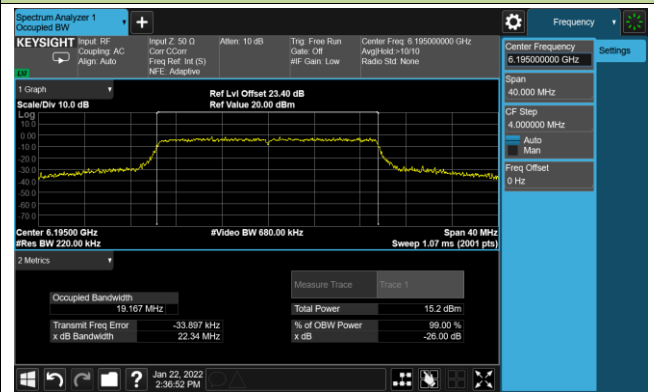 Spectrum Analyzer 1
Occupied BW
+
Frequency
KEYSIGHT
Input: RF
Coupling: AC
Align: Auto
Input Z: 50 Ω
Corr CCorr
Freq Ref: Int (S)
NFE: Adaptive
Atten: 10 dB
Trig: Free Run
Gate: Off
#IF Gain: Low
Center Freq: 6.195000000 GHz
Avg|Hold:>10/10
Radio Std: None
LXI
Center Frequency
6.195000000 GHz
Settings
Span
40.000 MHz
CF Step
4.000000 MHz
Auto
Man
Freq Offset
0 Hz
1 Graph
Scale/Div 10.0 dB
Ref Lvl Offset 23.40 dB
Ref Value 20.00 dBm
Log
10.0
0.00
-10.0
-20.0
-30.0
-40.0
-50.0
-60.0
-70.0
Center 6.19500 GHz
#Video BW 680.00 kHz
Span 40 MHz
#Res BW 220.00 kHz
Sweep 1.07 ms (2001 pts)
2 Metrics
Measure Trace
Trace 1
Occupied Bandwidth
19.167 MHz
Total Power
15.2 dBm
Transmit Freq Error
-33.897 kHz
% of OBW Power
99.00 %
x dB Bandwidth
22.34 MHz
x dB
-26.00 dB
?
Jan 22, 2022
2:36:52 PM